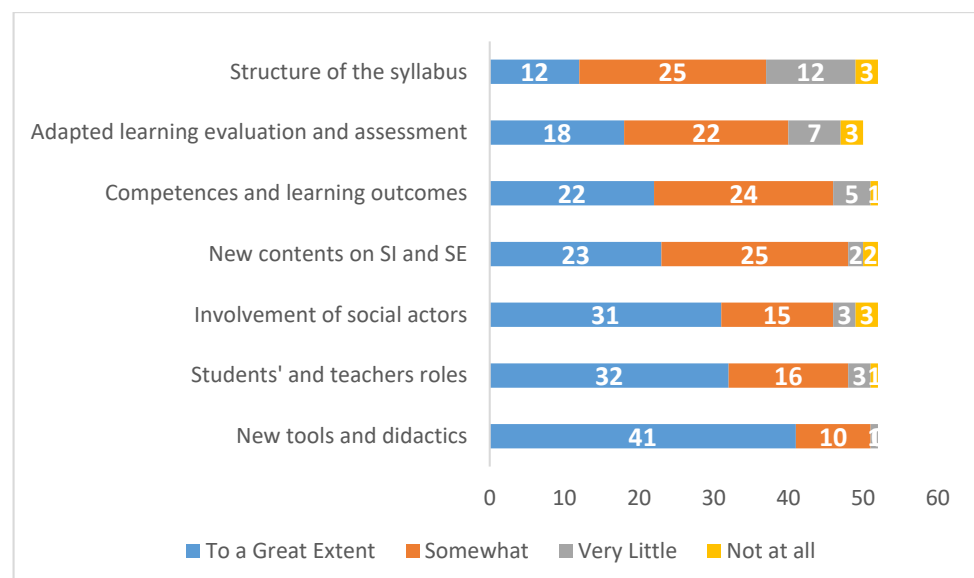 Structure of the syllabus 12 25 12 3
Adapted learning evaluation and assessment 18 22 7 3
Competences and learning outcomes 22 24 5 1
New contents on SI and SE 23 25 2 2
Involvement of social actors 31 15 3 3
Students' and teachers roles 32 16 3 1
New tools and didactics 41 10
0 10 20 30 40 50 60
To a Great Extent Somewhat Very Little Not at all